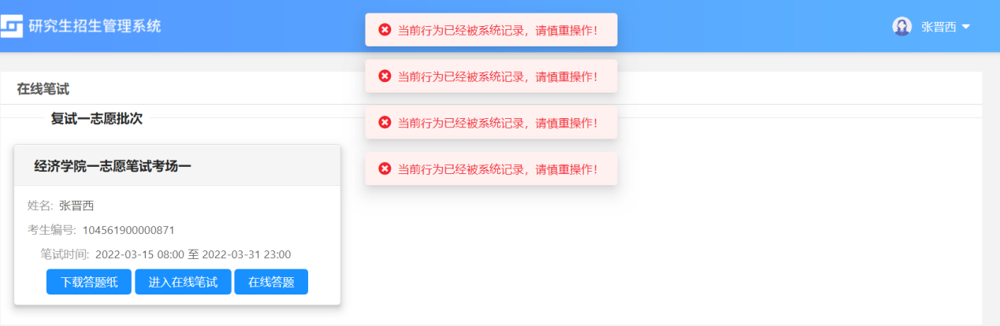 研究生招生管理系统
张晋西
当前行为已经被系统记录，请慎重操作！
当前行为已经被系统记录，请慎重操作！
当前行为已经被系统记录，请慎重操作！
当前行为已经被系统记录，请慎重操作！
在线笔试
复试一志愿批次
经济学院一志愿笔试考场一
姓名: 张晋西
考生编号: 104561900000871
笔试时间: 2022-03-15 08:00 至 2022-03-31 23:00
下载答题纸 进入在线笔试 在线答题